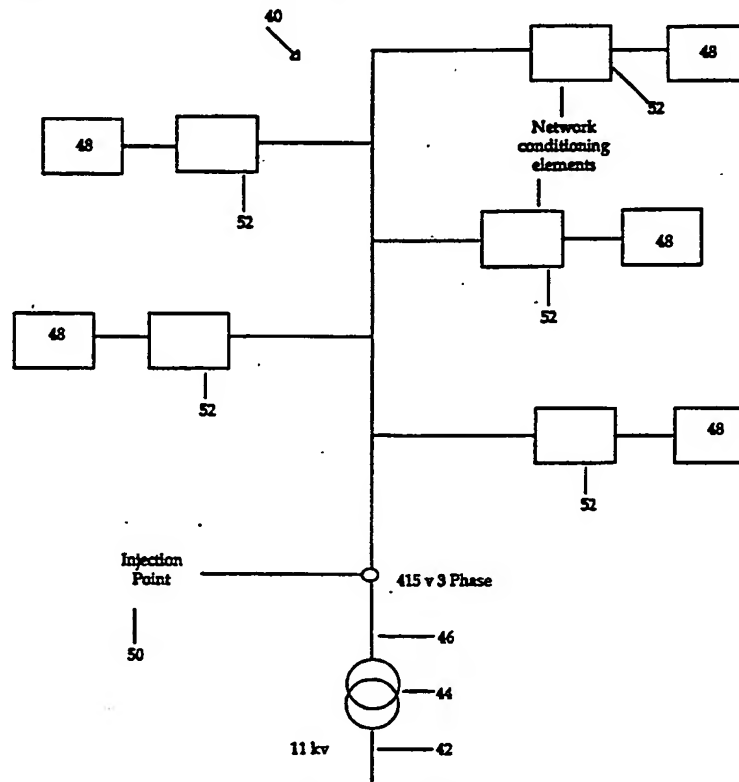 40
48
52
Network
conditioning
elements
48
52
48
52
48
52
48
52
Injection
Point
415 v 3 Phase
50
46
44
11 kv
42